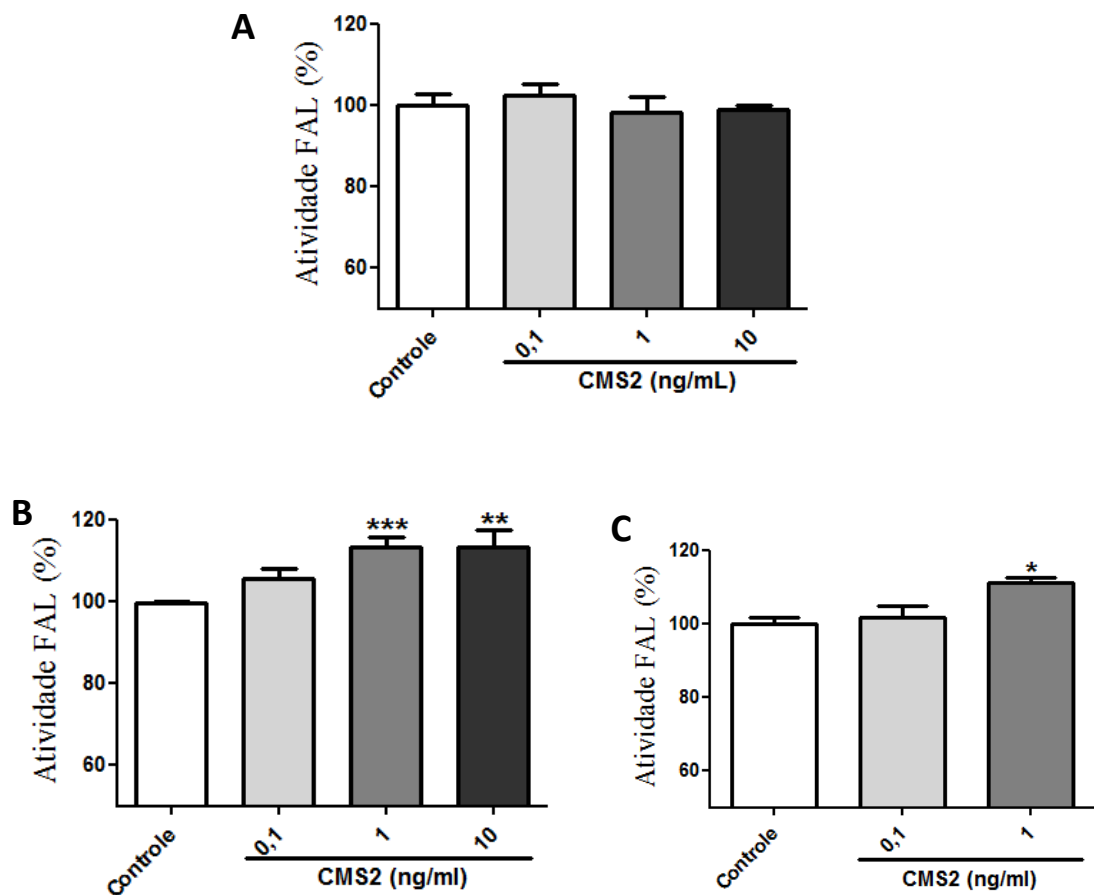 A
Atividade FAL (%)
120
100
80
60
Controle
0,1
1
10
CMS2 (ng/mL)
B
Atividade FAL (%)
120
100
80
60
***
**
Controle
0,1
1
10
CMS2 (ng/ml)
C
Atividade FAL (%)
120
100
80
60
*
Controle
0,1
1
CMS2 (ng/ml)